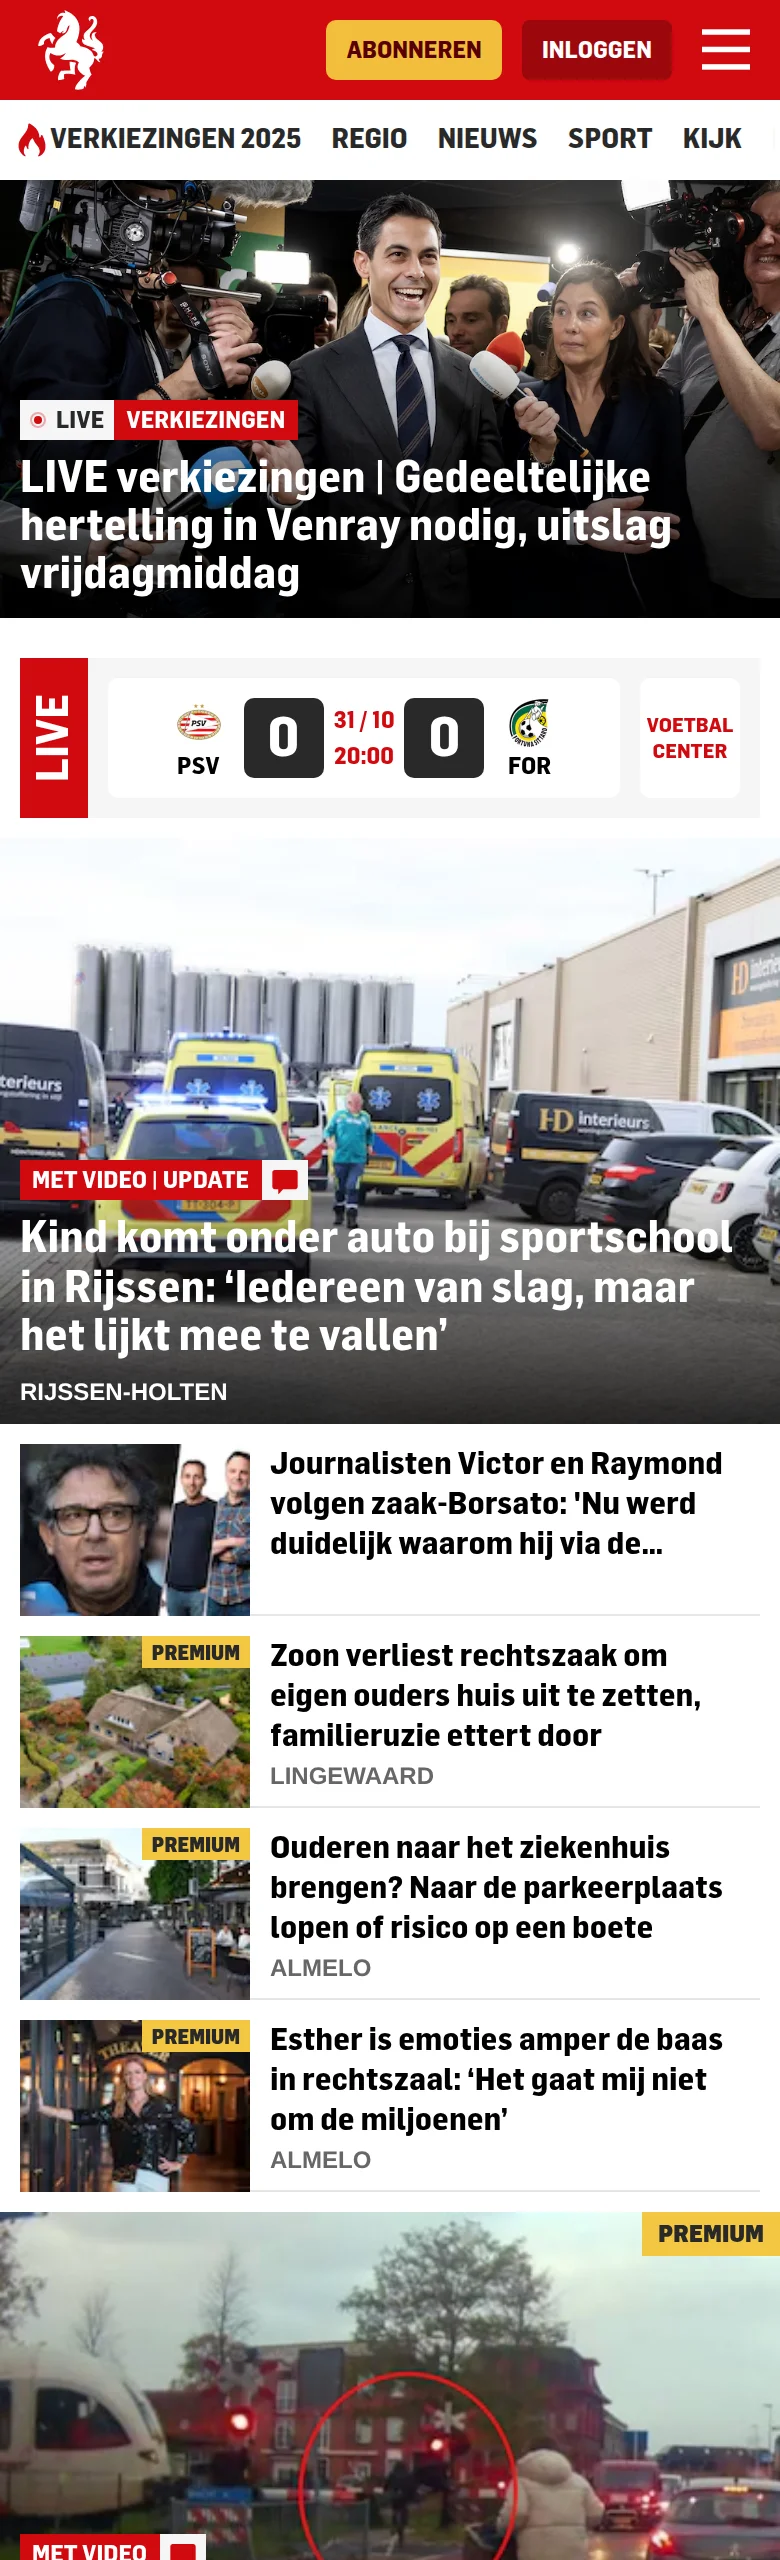 ABONNEREN
INLOGGEN
VERKIEZINGEN 2025 REGIO NIEUWS SPORT KIJK
LIVE VERKIEZINGEN
LIVE verkiezingen | Gedeeltelijke
hertelling in Venray nodig, uitslag
vrijdagmiddag
LIVE
PSV
PSV
0
31 / 10
20:00
0
FORTUNA SITTARD
FOR
VOETBAL
CENTER
terieurs
HD interieurs
MET VIDEO | UPDATE
Kind komt onder auto bij sportschool
in Rijssen: ‘Iedereen van slag, maar
het lijkt mee te vallen’
RIJSSEN-HOLTEN
Journalisten Victor en Raymond
volgen zaak-Borsato: 'Nu werd
duidelijk waarom hij via de...
PREMIUM
Zoon verliest rechtszaak om
eigen ouders huis uit te zetten,
familieruzie ettert door
LINGEWAARD
PREMIUM
Ouderen naar het ziekenhuis
brengen? Naar de parkeerplaats
lopen of risico op een boete
ALMELO
PREMIUM
Esther is emoties amper de baas
in rechtszaal: ‘Het gaat mij niet
om de miljoenen’
ALMELO
PREMIUM
MET VIDEO